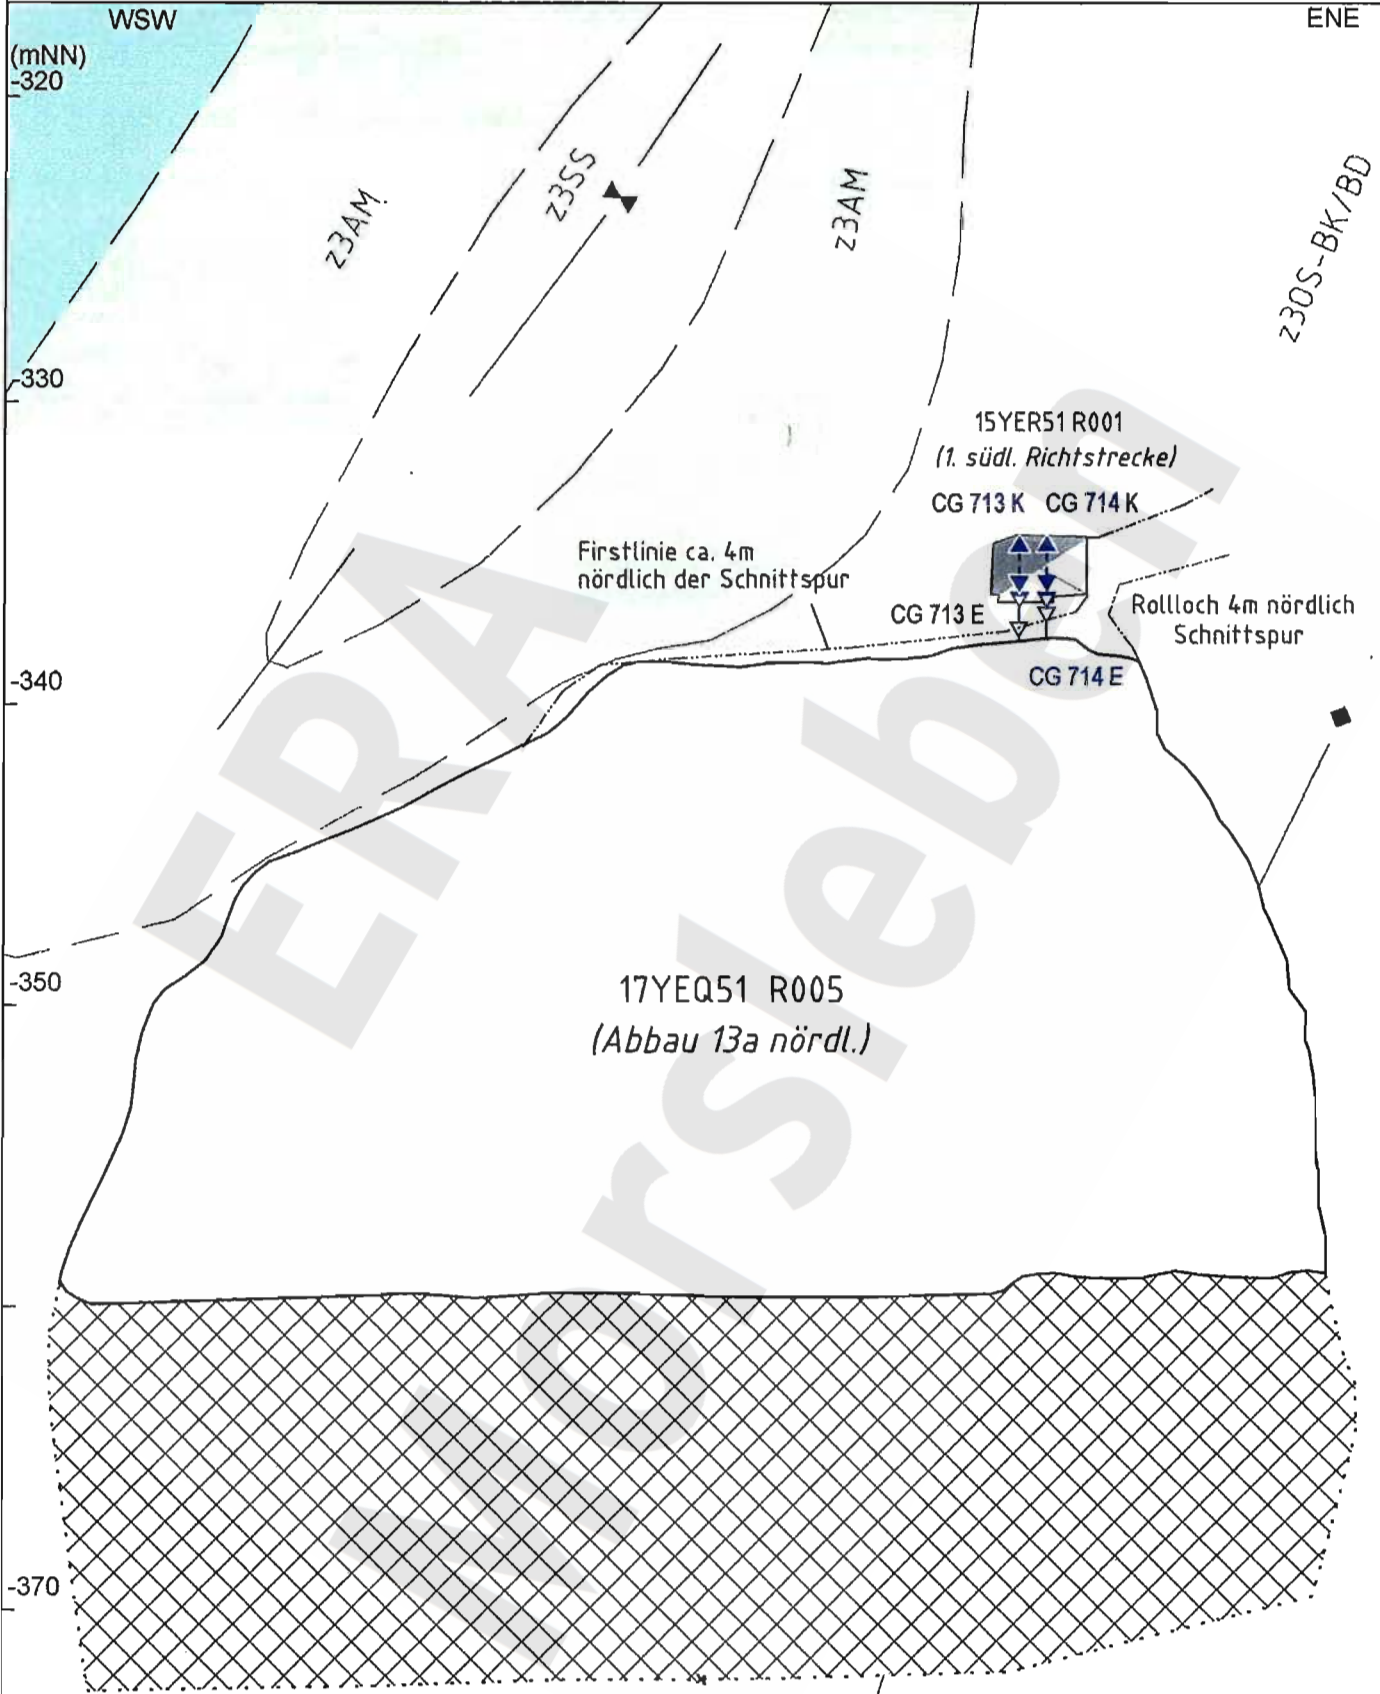 WSW
ENE
(mNN)
-320
z3AM
z3SS
z3AM
z3OS-BK/BD
-330
15YER51 R001
(1. südl. Richtstrecke)
CG 713 K CG 714 K
Firstlinie ca. 4m
nördlich der Schnittspur
CG 713 E
Rollloch 4m nördlich
Schnittspur
CG 714 E
-340
-350
17YEQ51 R005
(Abbau 13a nördl.)
-370
ERA
Morsleben